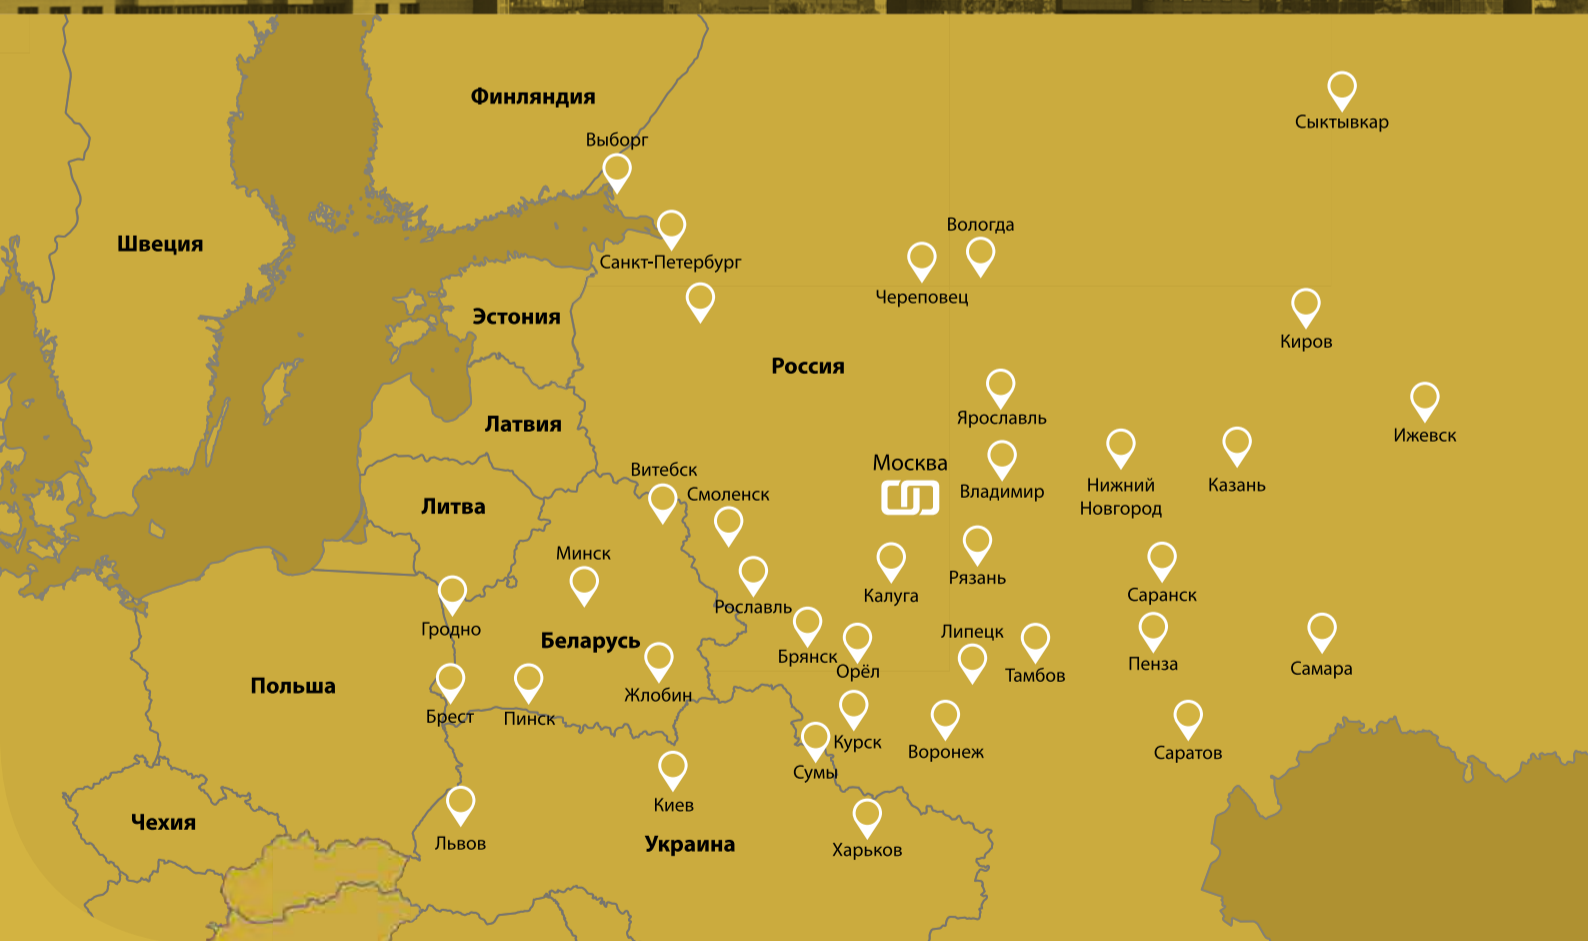 Финляндия
Сыктывкар
Выборг
Вологда
Швеция
Санкт-Петербург
Череповец
Эстония
Киров
Россия
Ярославль
Латвия
Ижевск
Москва
Витебск
Смоленск
Владимир
Нижний
Новгород
Казань
Литва
Минск
Рязань
Калуга
Саранск
Рославль
Гродно
Беларусь
Липецк
Брянск
Орёл
Тамбов
Пенза
Самара
Польша
Жлобин
Брест
Пинск
Курск
Воронеж
Саратов
Сумы
Киев
Чехия
Львов
Украина
Харьков